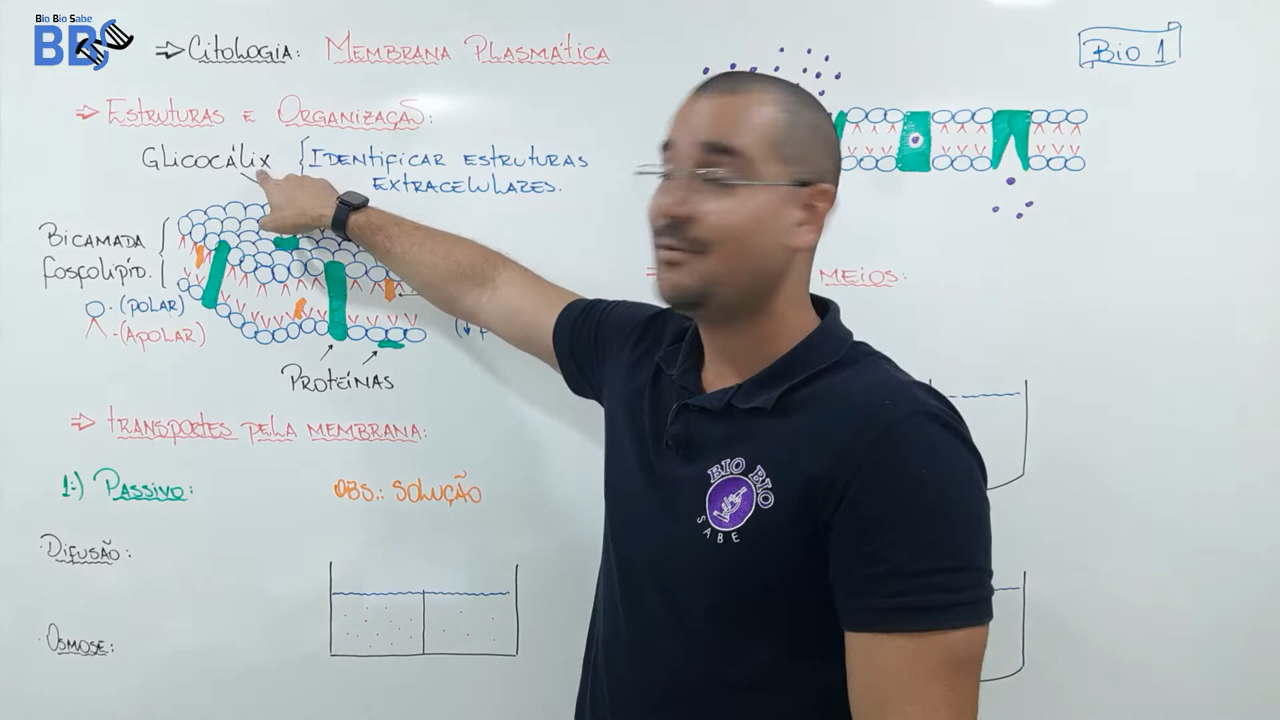 Bio Bio Sabe
BBS
⇒ Citologia: Membrana Plasmática
Bio 1
⇒ Estruturas e Organização:
Glicocálix { Identificar estruturas
extracelulares.
Bicamada
fosfolipíd.
(polar)
(apolar)
Proteínas
meios:
⇒ transportes pela membrana:
1:) Passivo:
OBS.: Solução
Difusão:
Osmose:
BIO BIO
SABE